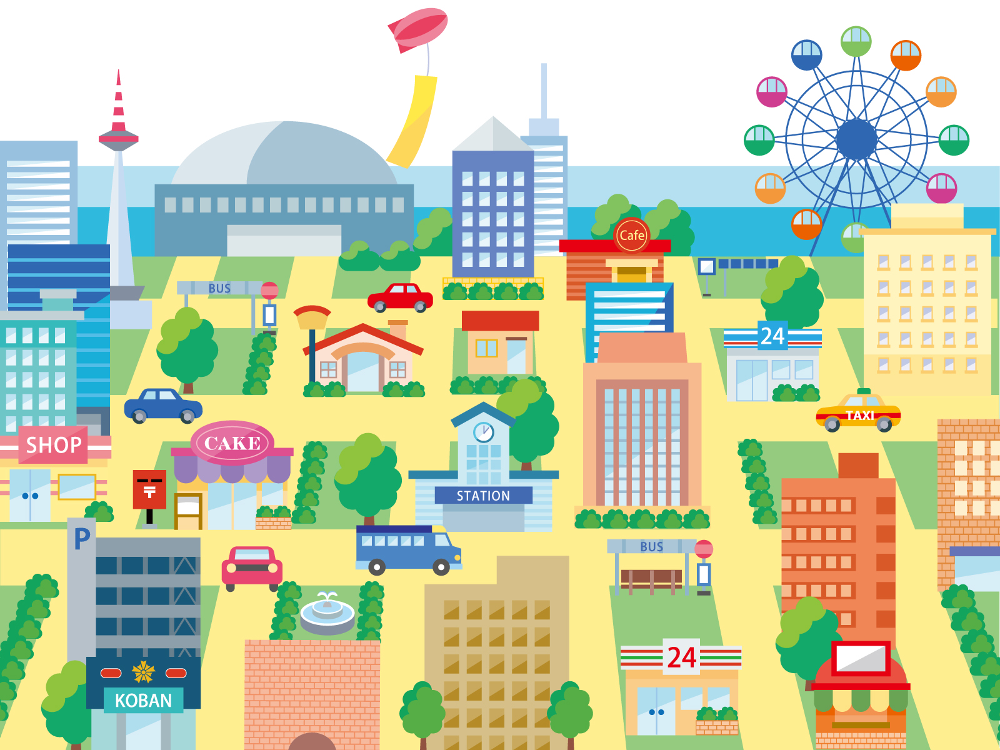 Cafe
BUS
24
TAXI
SHOP
CAKE
〒
STATION
P
BUS
24
KOBAN